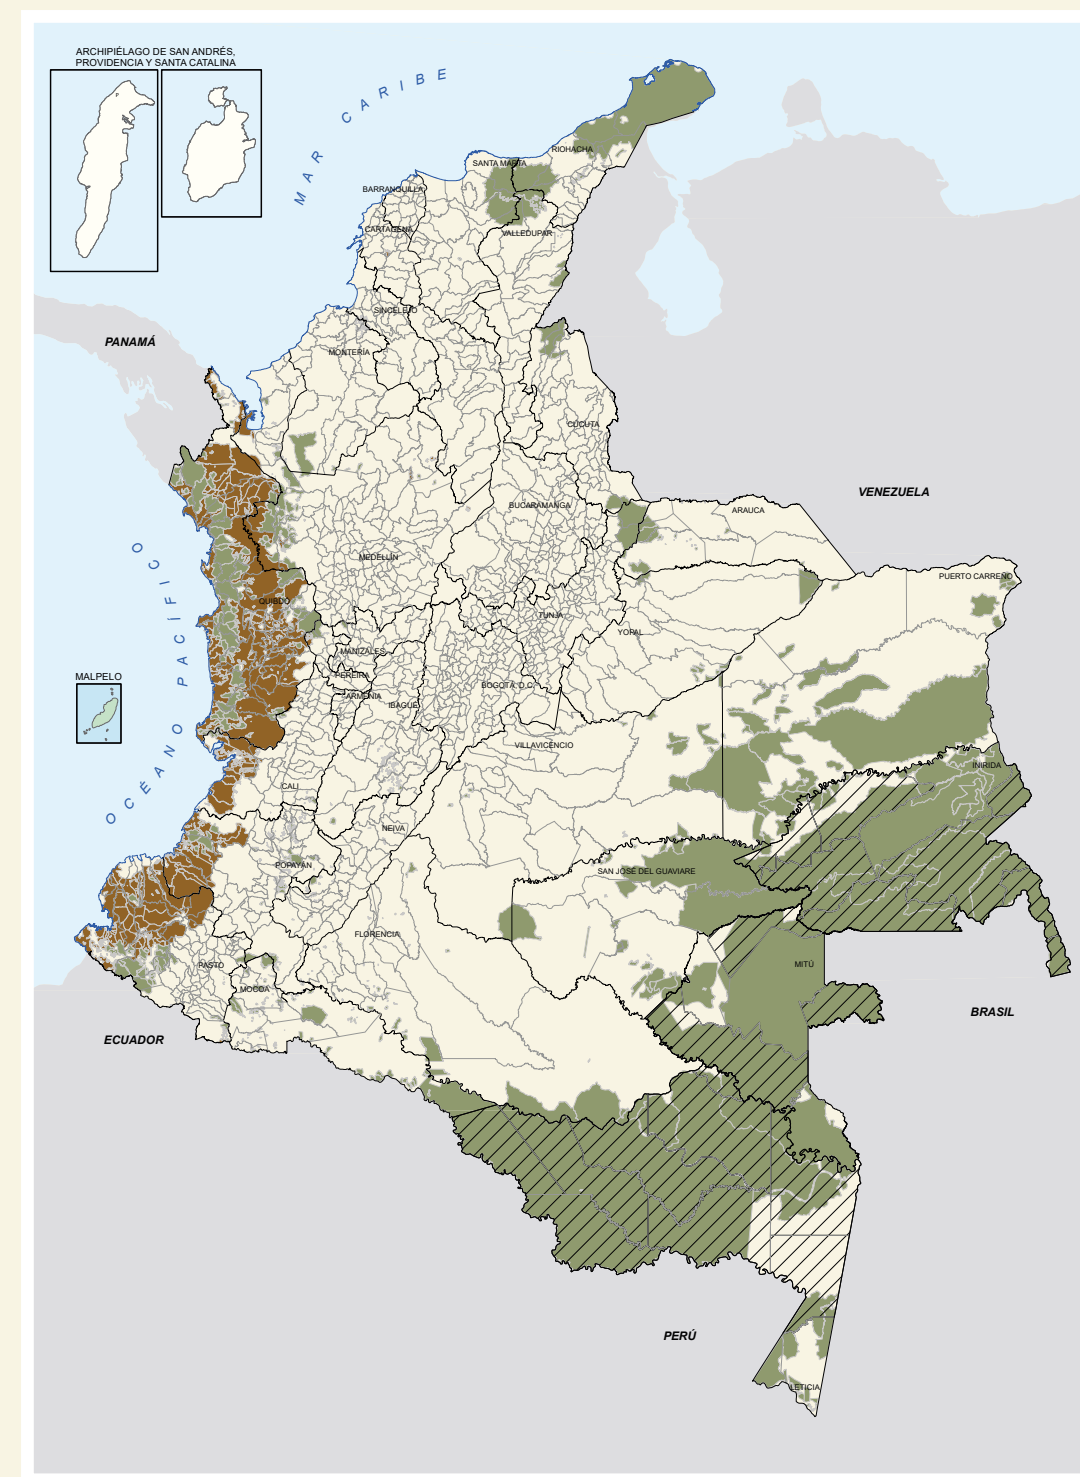 ARCHIPIÉLAGO DE SAN ANDRÉS,
PROVIDENCIA Y SANTA CATALINA
MAR CARIBE
RIOHACHA
SANTA MARTA
BARRANQUILLA
CARTAGENA
VALLEDUPAR
SINCELEJO
PANAMÁ
MONTERÍA
CÚCUTA
VENEZUELA
BUCARAMANGA
ARAUCA
MEDELLÍN
PUERTO CARREÑO
OCÉANO PACÍFICO
QUIBDÓ
TUNJA
YOPAL
MANIZALES
PEREIRA
MALPELO
BOGOTÁ, D.C.
ARMENIA
IBAGUÉ
VILLAVICENCIO
INÍRIDA
CALI
NEIVA
POPAYÁN
SAN JOSÉ DEL GUAVIARE
FLORENCIA
PASTO
MITÚ
MOCOA
BRASIL
ECUADOR
PERÚ
LETICIA